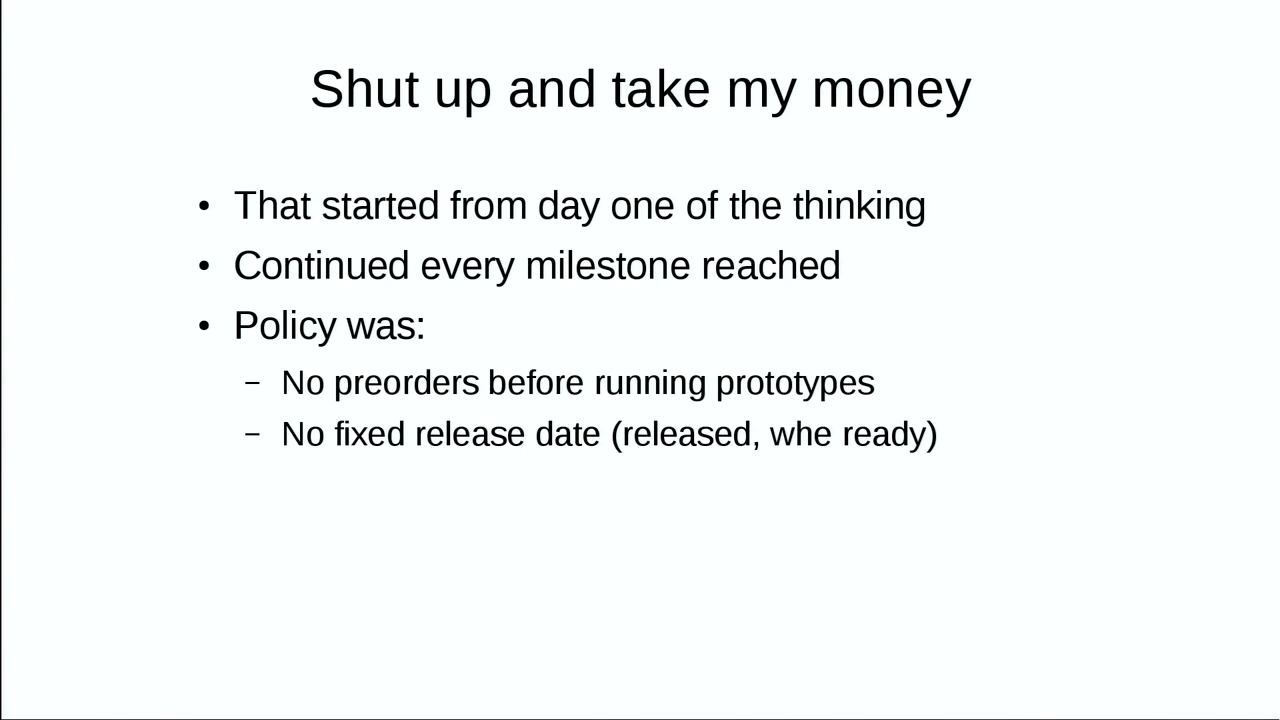 Shut up and take my money
• That started from day one of the thinking
• Continued every milestone reached
• Policy was:
– No preorders before running prototypes
– No fixed release date (released, whe ready)